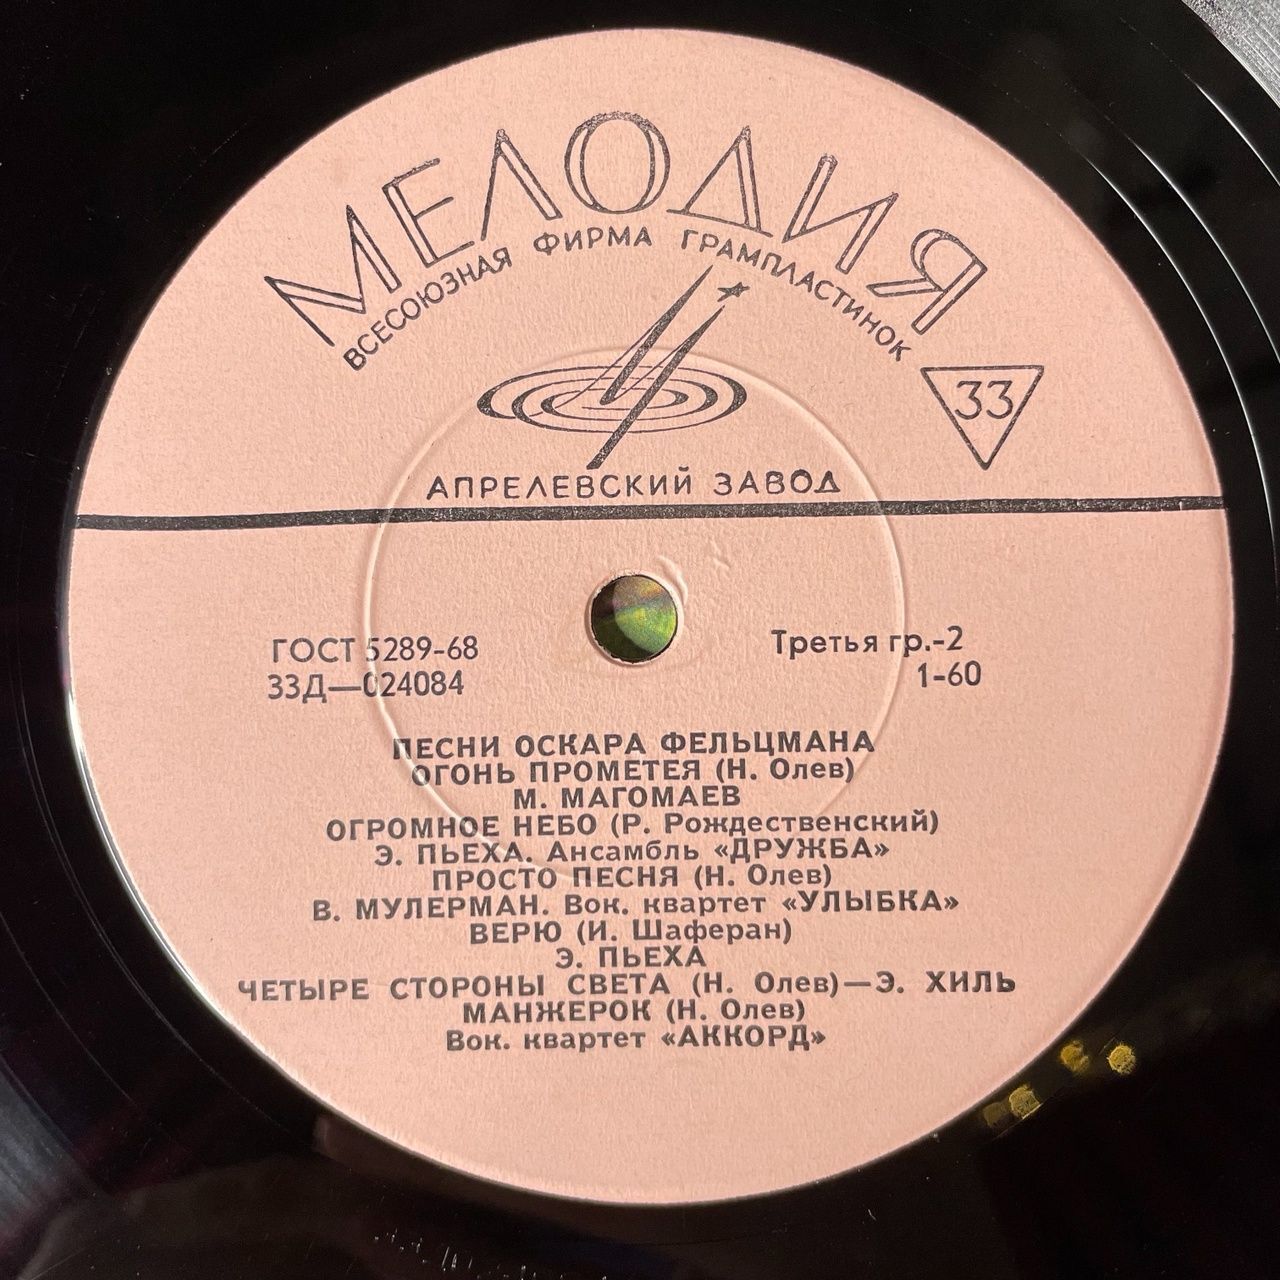 МЕЛОДИЯ
ВСЕСОЮЗНАЯ ФИРМА ГРАМПЛАСТИНОК
33
АПРЕЛЕВСКИЙ ЗАВОД
ГОСТ 5289-68
33Д—024084
Третья гр.-2
1-60
ПЕСНИ ОСКАРА ФЕЛЬЦМАНА
ОГОНЬ ПРОМЕТЕЯ (Н. Олев)
М. МАГОМАЕВ
ОГРОМНОЕ НЕБО (Р. Рождественский)
Э. ПЬЕХА. Ансамбль «ДРУЖБА»
ПРОСТО ПЕСНЯ (Н. Олев)
В. МУЛЕРМАН. Вок. квартет «УЛЫБКА»
ВЕРЮ (И. Шаферан)
Э. ПЬЕХА
ЧЕТЫРЕ СТОРОНЫ СВЕТА (Н. Олев)—Э. ХИЛЬ
МАНЖЕРОК (Н. Олев)
Вок. квартет «АККОРД»